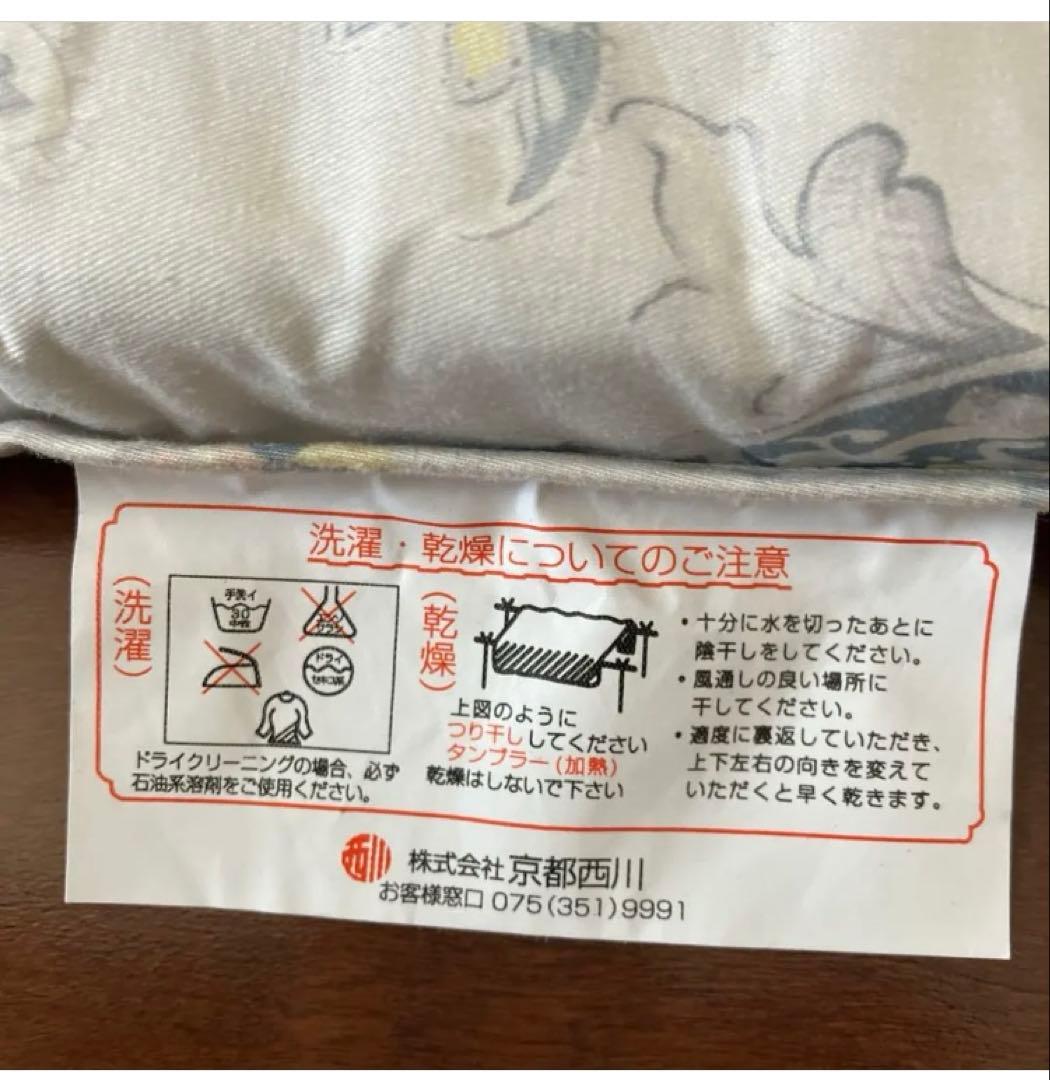 洗濯・乾燥についてのご注意
(洗濯)
手洗イ
30
中性
エンソ
サラシ
ドライ
セキユ系
ドライクリーニングの場合、必ず
石油系溶剤をご使用ください。
(乾燥)
上図のように
つり干ししてください
タンブラー(加熱)
乾燥はしないで下さい
・十分に水を切ったあとに
陰干しをしてください。
・風通しの良い場所に
干してください。
・適度に裏返していただき、
上下左右の向きを変えて
いただくと早く乾きます。
西川 株式会社 京都西川
お客様窓口 075(351)9991